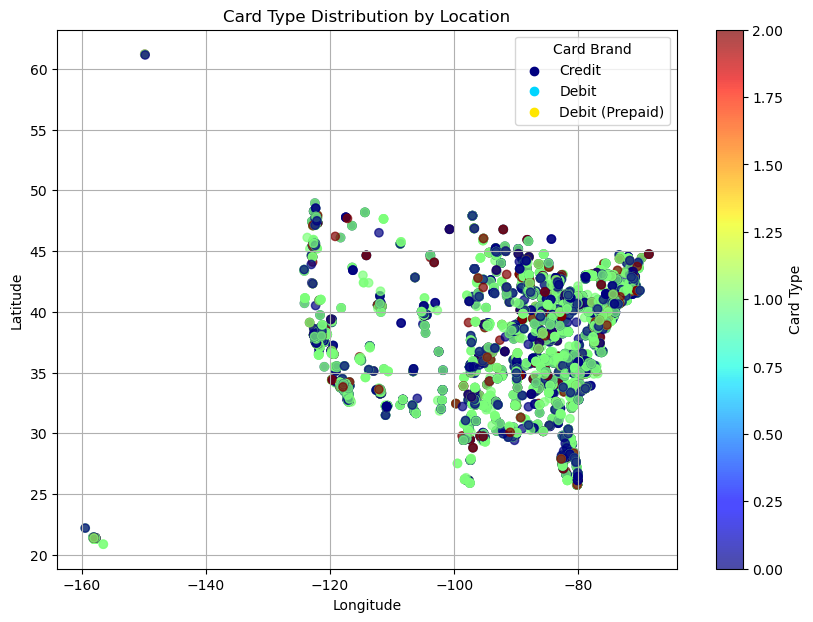 Card Type Distribution by Location
Card Brand
Credit
Debit
Debit (Prepaid)
60
55
50
45
40
35
30
25
20
Latitude
−160
−140
−120
−100
−80
Longitude
2.00
1.75
1.50
1.25
1.00
0.75
0.50
0.25
0.00
Card Type